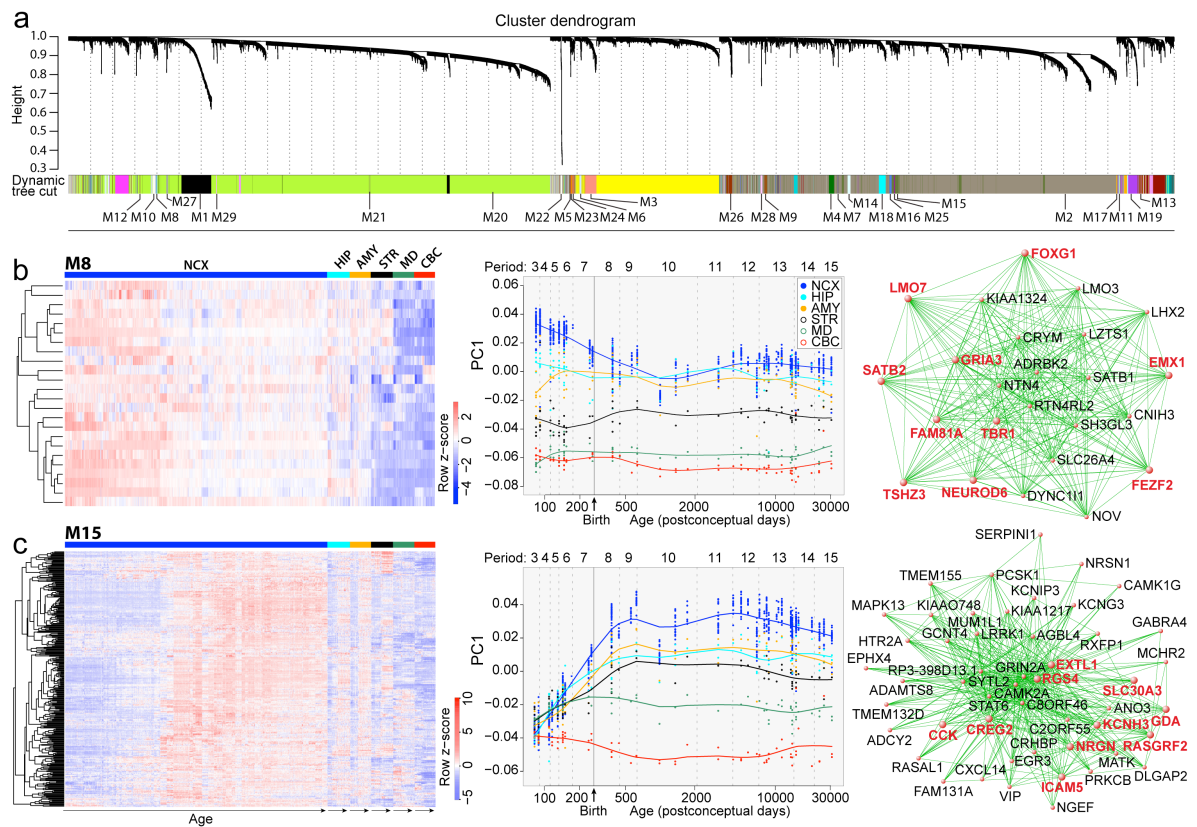 a
Cluster dendrogram
1.0
0.9
0.8
0.7
0.6
0.5
0.4
0.3
Height
Dynamic
tree cut
M27
M3
M14
M15
M13
M12 M10 M8 M1 M29 M21 M20 M22 M5 M23 M24 M6 M26 M28 M9 M4 M7 M18 M16 M25 M2 M17 M11 M19
b
M8
NCX HIP AMY STR MD CBC
Row z-score
2
0
−2
−4
Period: 3 4 5 6 7 8 9 10 11 12 13 14 15
PC1
0.06
0.04
0.02
0.00
−0.02
−0.04
−0.06
−0.08
NCX
HIP
AMY
STR
MD
CBC
100 200 500 2000 5000 30000
Birth Age (postconceptual days)
FOXG1
LMO7
LMO3
KIAA1324
LHX2
CRYM
LZTS1
GRIA3
ADRBK2
EMX1
SATB2
SATB1
NTN4
RTN4RL2
CNIH3
FAM81A
TBR1
SH3GL3
SLC26A4
TSHZ3
NEUROD6
FEZF2
DYNC1I1
NOV
c
M15
Row z-score
10
5
0
−5
Age
Period: 3 4 5 6 7 8 9 10 11 12 13 14 15
PC1
0.04
0.02
0.00
−0.02
−0.04
−0.06
100 200 500 2000 5000 30000
Birth Age (postconceptual days)
SERPINI1
NRSN1
TMEM155
PCSK1
CAMK1G
KCNIP3
MAPK13
KIAAO748
KIAA1217
KCNG3
MUM1L1
GABRA4
HTR2A
GCNT4
LRRK1
AGBL4
RXFP1
MCHR2
EPHX4
RP3-398D13.1
GRIN2A
EXTL1
SYTL2
RGS4
ADAMTS8
CAMK2A
SLC30A3
STAT6
C8ORF46
ANO3
TMEM132D
GDA
CCK
CREG2
C2ORF55
KCNH3
ADCY2
CRHBP
NRGN
RASGRF2
EGR3
MATK
RASAL1
CXCL14
ICAM5
PRKCB
DLGAP2
FAM131A
VIP
NGEF